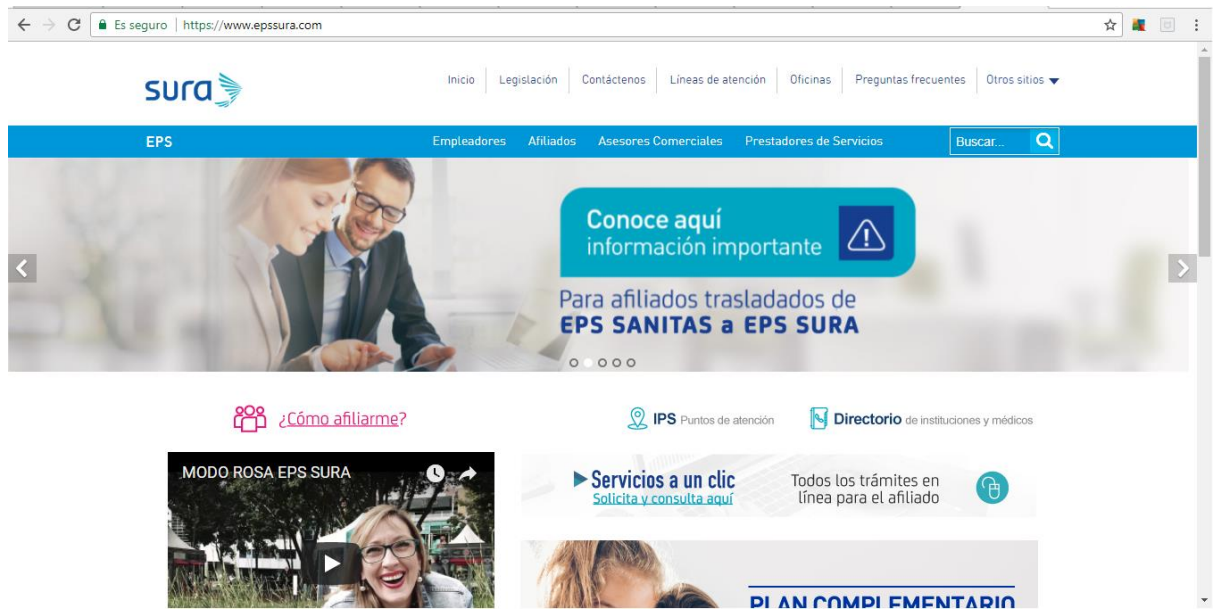 Es seguro | https://www.epssura.com
sura
Inicio Legislación Contáctenos Líneas de atención Oficinas Preguntas frecuentes Otros sitios
EPS Empleadores Afiliados Asesores Comerciales Prestadores de Servicios Buscar...
Conoce aquí
información importante
Para afiliados trasladados de
EPS SANITAS a EPS SURA
¿Cómo afiliarme?
IPS Puntos de atención
Directorio de instituciones y médicos
MODO ROSA EPS SURA
Servicios a un clic
Solicita y consulta aquí
Todos los trámites en
línea para el afiliado
PLAN COMPLEMENTARIO